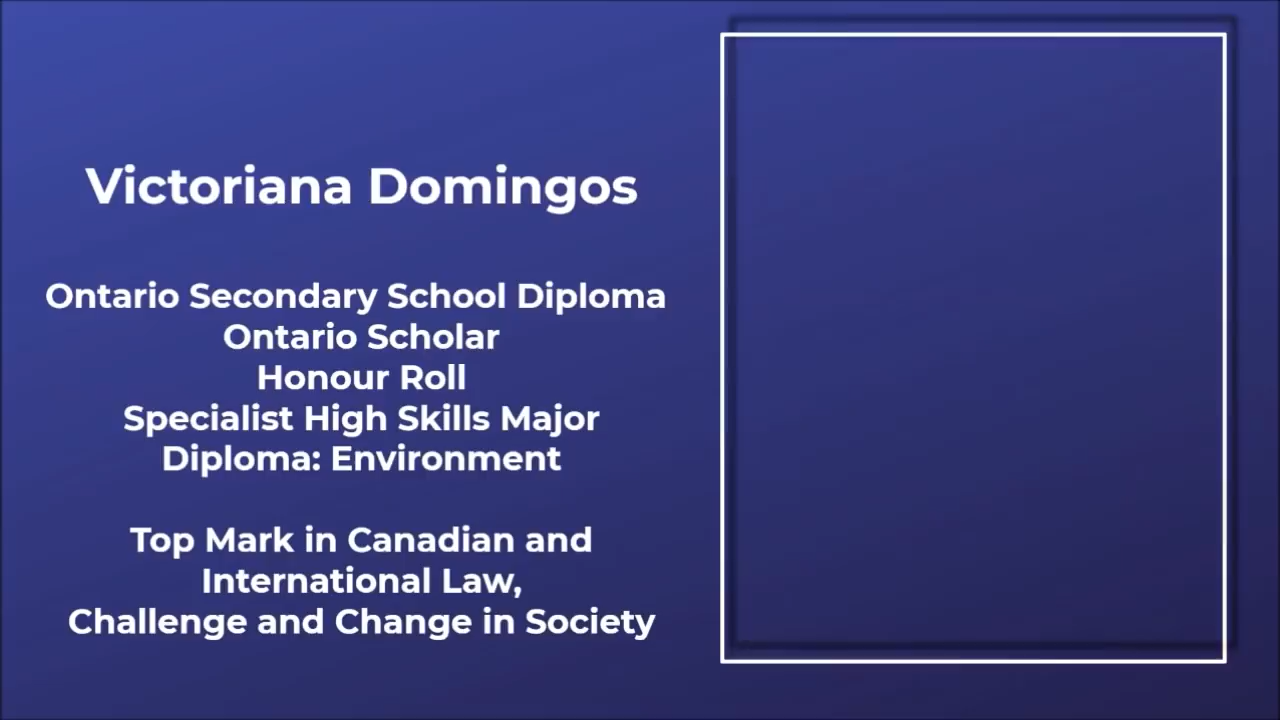 Victoriana Domingos
Ontario Secondary School Diploma
Ontario Scholar
Honour Roll
Specialist High Skills Major
Diploma: Environment
Top Mark in Canadian and
International Law,
Challenge and Change in Society